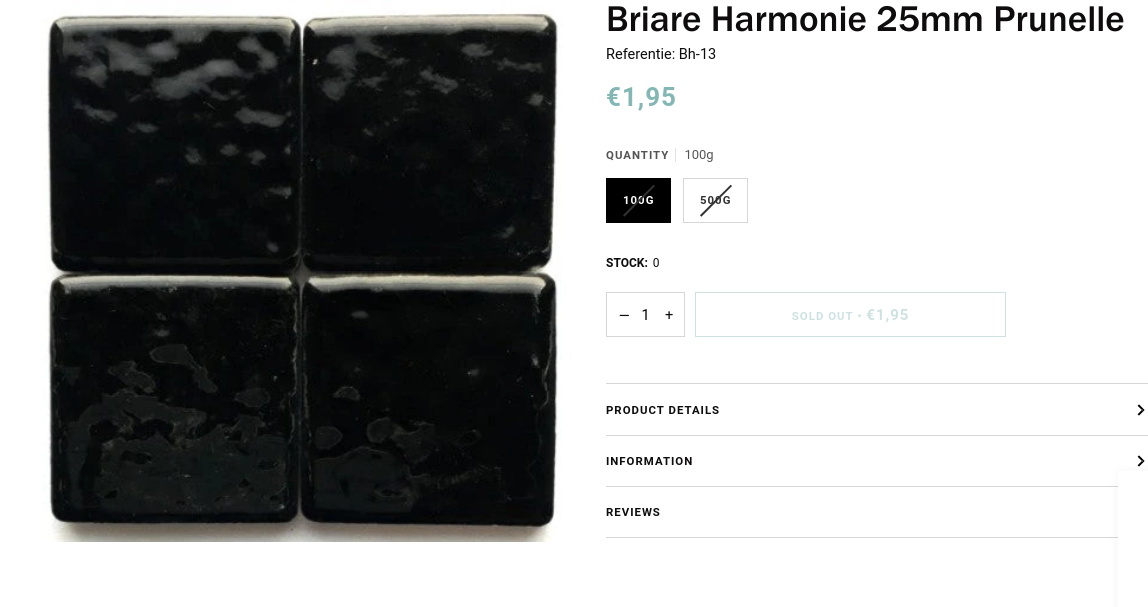 Briare Harmonie 25mm Prunelle
Referentie: Bh-13
€1,95
QUANTITY 100g
100G 500G
STOCK: 0
− 1 + SOLD OUT • €1,95
PRODUCT DETAILS
INFORMATION
REVIEWS